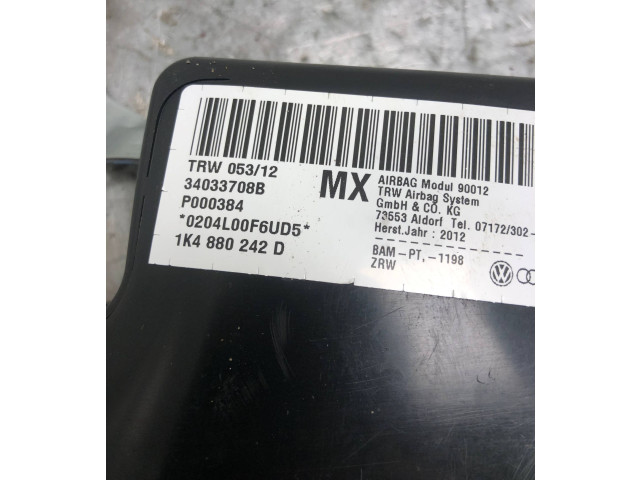 TRW 053/12
34033708B
P000384
*0204L00F6UD5*
1K4 880 242 D
MX
AIRBAG Modul 90012
TRW Airbag System
GmbH & CO. KG
73553 Aldorf Tel. 07172/302-
Herst.Jahr : 2012
BAM-PT,-1198
ZRW